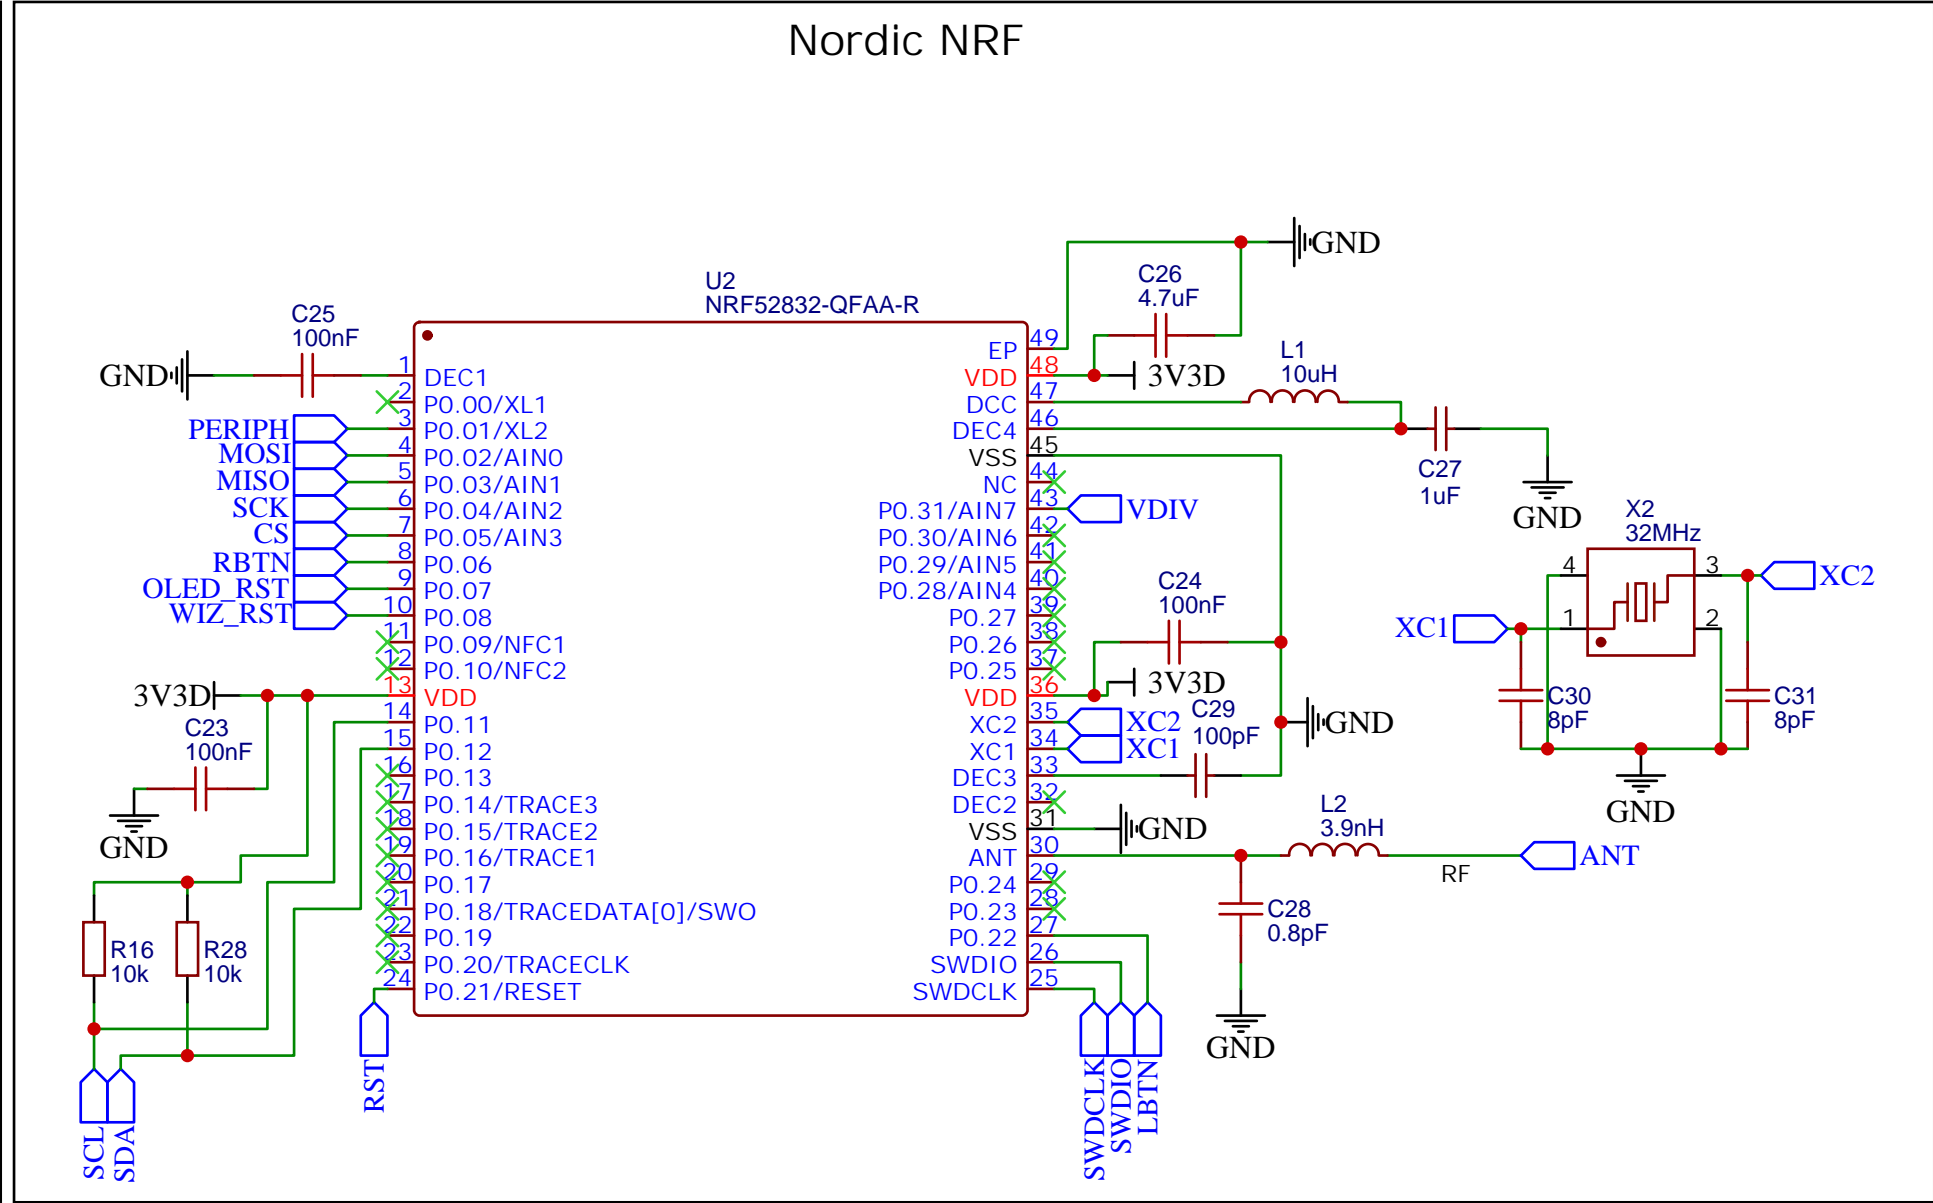 Nordic NRF
U2
NRF52832-QFAA-R
C25
100nF
GND
1
DEC1
2
P0.00/XL1
PERIPH
3
P0.01/XL2
MOSI
4
P0.02/AIN0
MISO
5
P0.03/AIN1
SCK
6
P0.04/AIN2
CS
7
P0.05/AIN3
RBTN
8
P0.06
OLED_RST
9
P0.07
WIZ_RST
10
P0.08
11
P0.09/NFC1
12
P0.10/NFC2
3V3D
13
VDD
14
P0.11
15
P0.12
16
P0.13
17
P0.14/TRACE3
18
P0.15/TRACE2
19
P0.16/TRACE1
20
P0.17
21
P0.18/TRACEDATA[0]/SWO
22
P0.19
23
P0.20/TRACECLK
24
P0.21/RESET
C23
100nF
GND
R16
10k
R28
10k
SCL
SDA
RST
49
EP
48
VDD
47
DCC
46
DEC4
45
VSS
44
NC
43
P0.31/AIN7
VDIV
42
P0.30/AIN6
41
P0.29/AIN5
40
P0.28/AIN4
39
P0.27
38
P0.26
37
P0.25
36
VDD
35
XC2
XC2
34
XC1
XC1
33
DEC3
32
DEC2
31
VSS
GND
30
ANT
29
P0.24
28
P0.23
27
P0.22
26
SWDIO
25
SWDCLK
SWDCLK
SWDIO
LBTN
GND
C26
4.7uF
3V3D
L1
10uH
C27
1uF
GND
C24
100nF
3V3D
C29
100pF
GND
L2
3.9nH
RF
ANT
C28
0.8pF
GND
X2
32MHz
4
3
XC2
XC1
1
2
C30
8pF
C31
8pF
GND